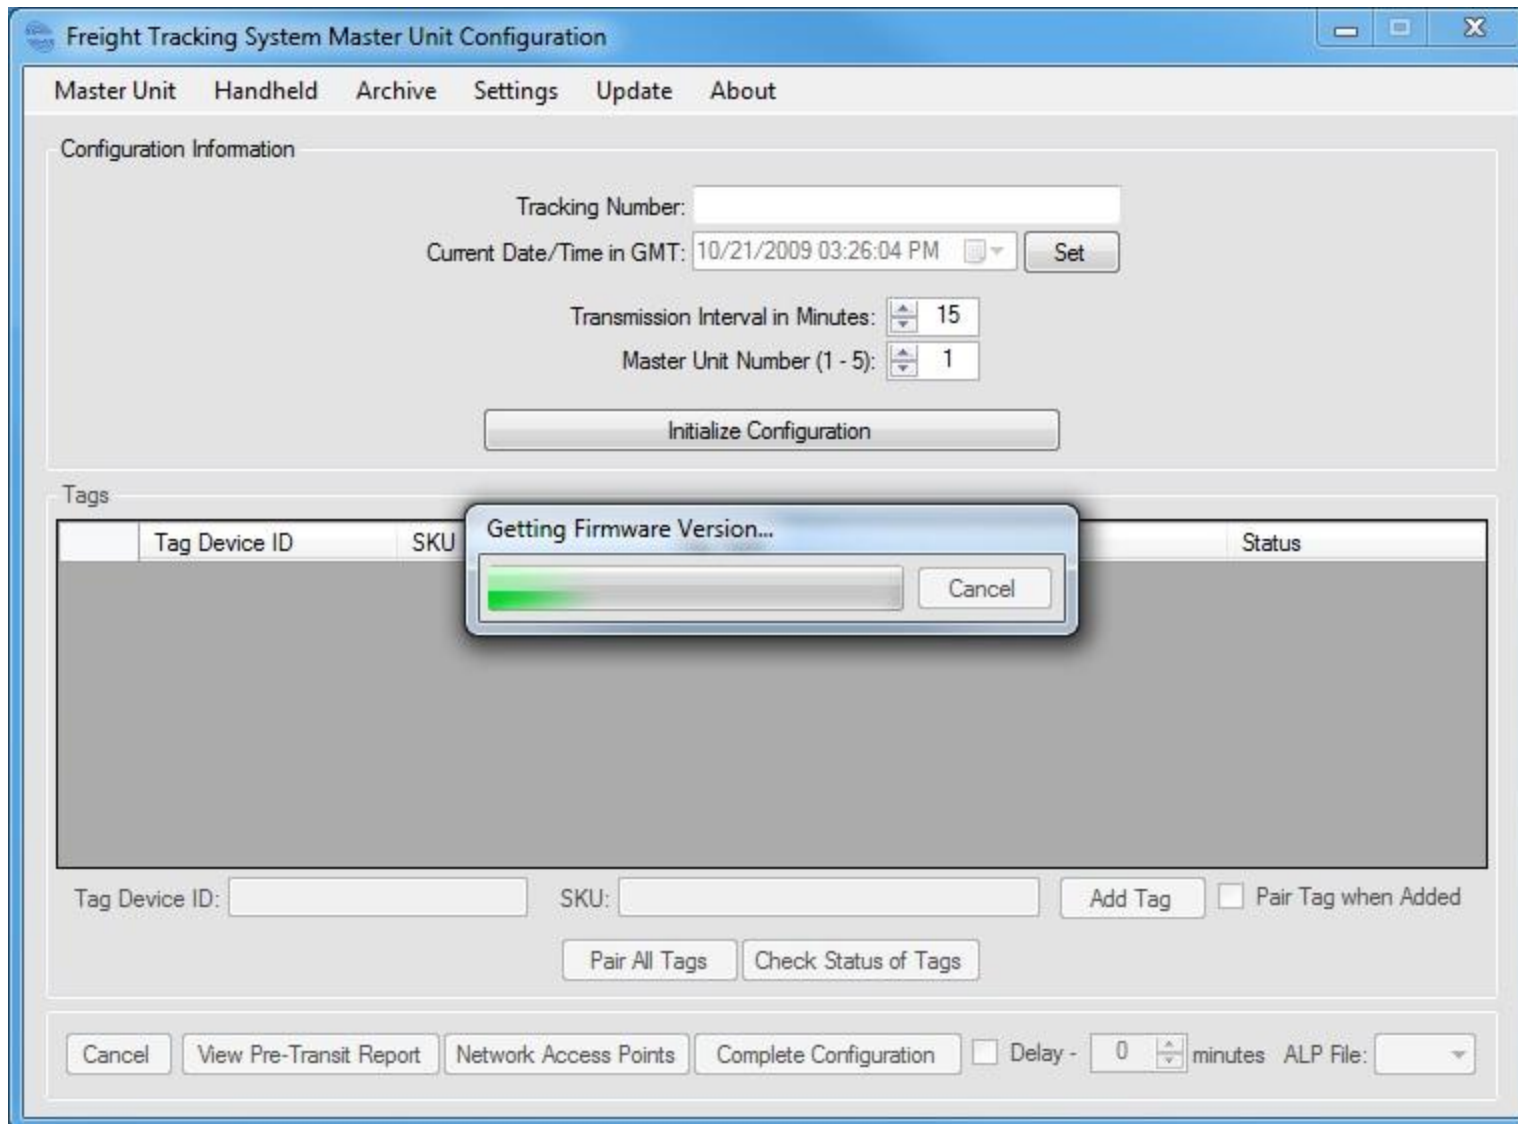 Freight Tracking System Master Unit Configuration
Master Unit Handheld Archive Settings Update About
Configuration Information
Tracking Number:
Current Date/Time in GMT: 10/21/2009 03:26:04 PM Set
Transmission Interval in Minutes: 15
Master Unit Number (1 - 5): 1
Initialize Configuration
Tags
Getting Firmware Version...
Tag Device ID SKU Status
Cancel
Tag Device ID: SKU: Add Tag Pair Tag when Added
Pair All Tags Check Status of Tags
Cancel View Pre-Transit Report Network Access Points Complete Configuration Delay - 0 minutes ALP File: